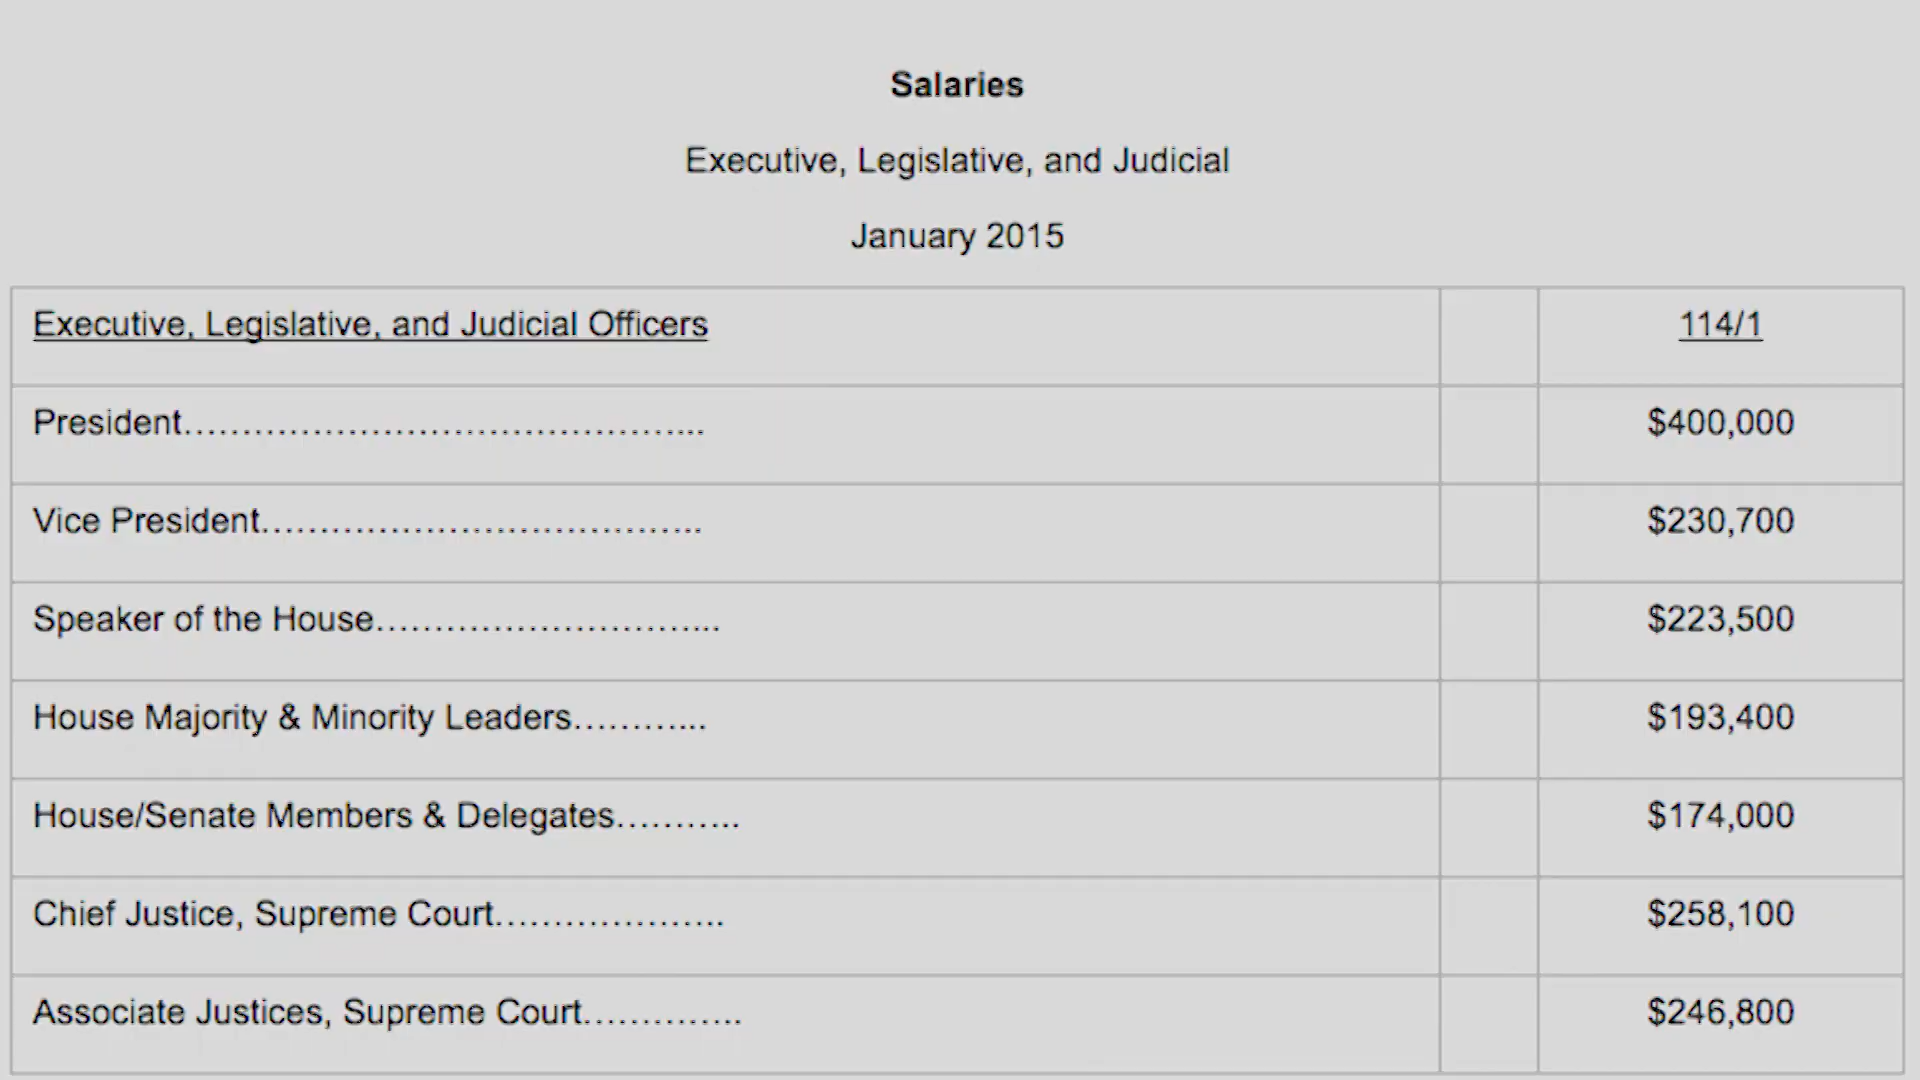 Salaries
Executive, Legislative, and Judicial
January 2015
Executive, Legislative, and Judicial Officers 114/1
President………………………………………... $400,000
Vice President……………………………….. $230,700
Speaker of the House………………………... $223,500
House Majority & Minority Leaders………... $193,400
House/Senate Members & Delegates……….. $174,000
Chief Justice, Supreme Court……………….. $258,100
Associate Justices, Supreme Court………….. $246,800